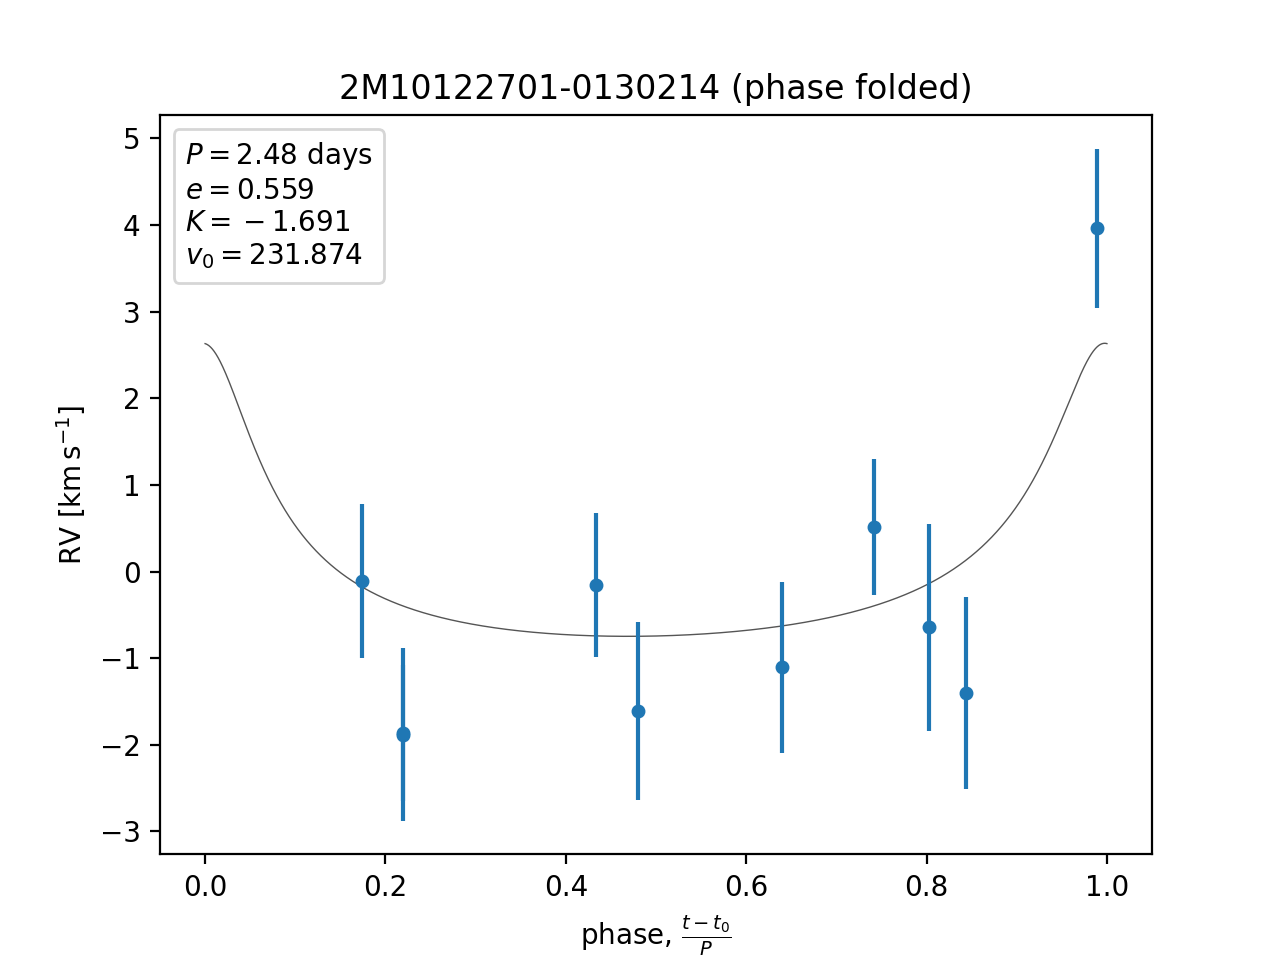 2M10122701-0130214 (phase folded)
P = 2.48 days
e = 0.559
K = −1.691
v₀ = 231.874
5
4
3
2
1
0
−1
−2
−3
RV [km s⁻¹]
0.0 0.2 0.4 0.6 0.8 1.0
phase, (t − t₀)/P